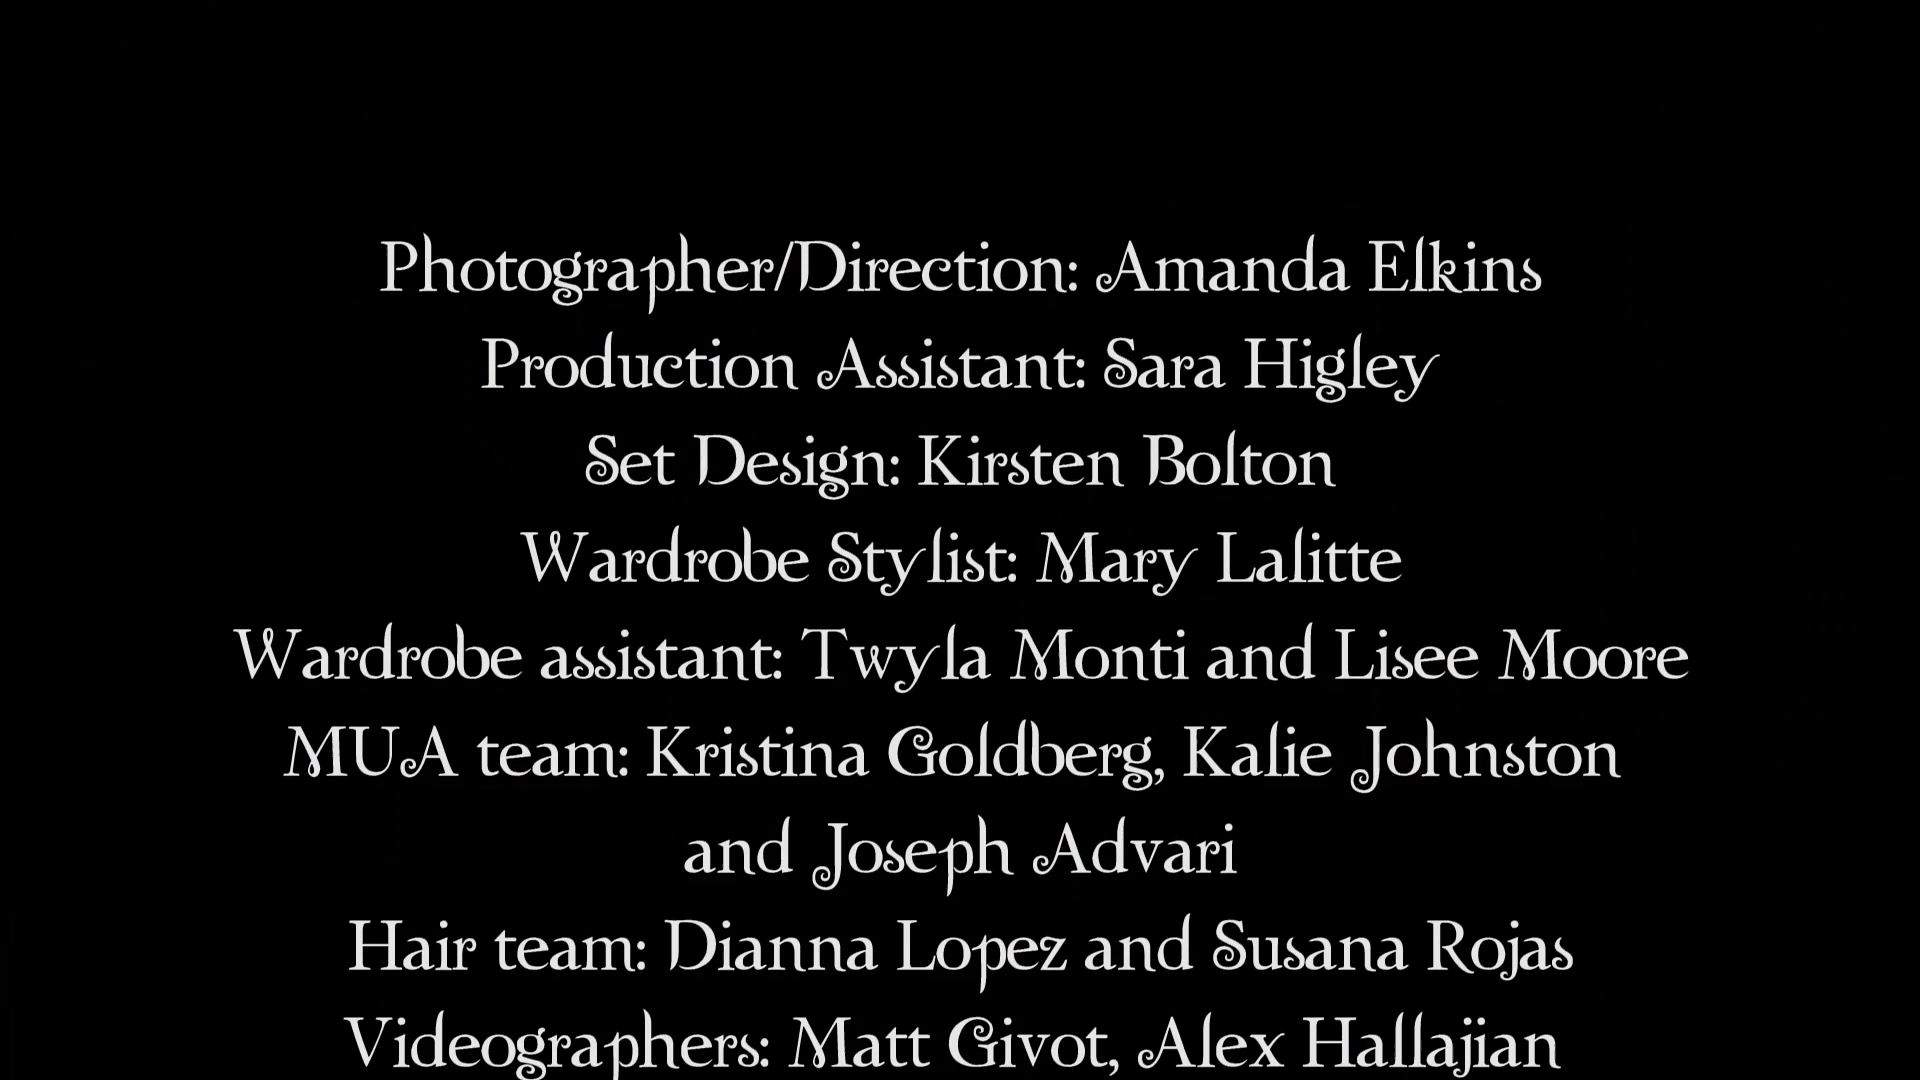 Photographer/Direction: Amanda Elkins
Production Assistant: Sara Higley
Set Design: Kirsten Bolton
Wardrobe Stylist: Mary Lalitte
Wardrobe assistant: Twyla Monti and Lisee Moore
MUA team: Kristina Goldberg, Kalie Johnston
and Joseph Advari
Hair team: Dianna Lopez and Susana Rojas
Videographers: Matt Givot, Alex Hallajian